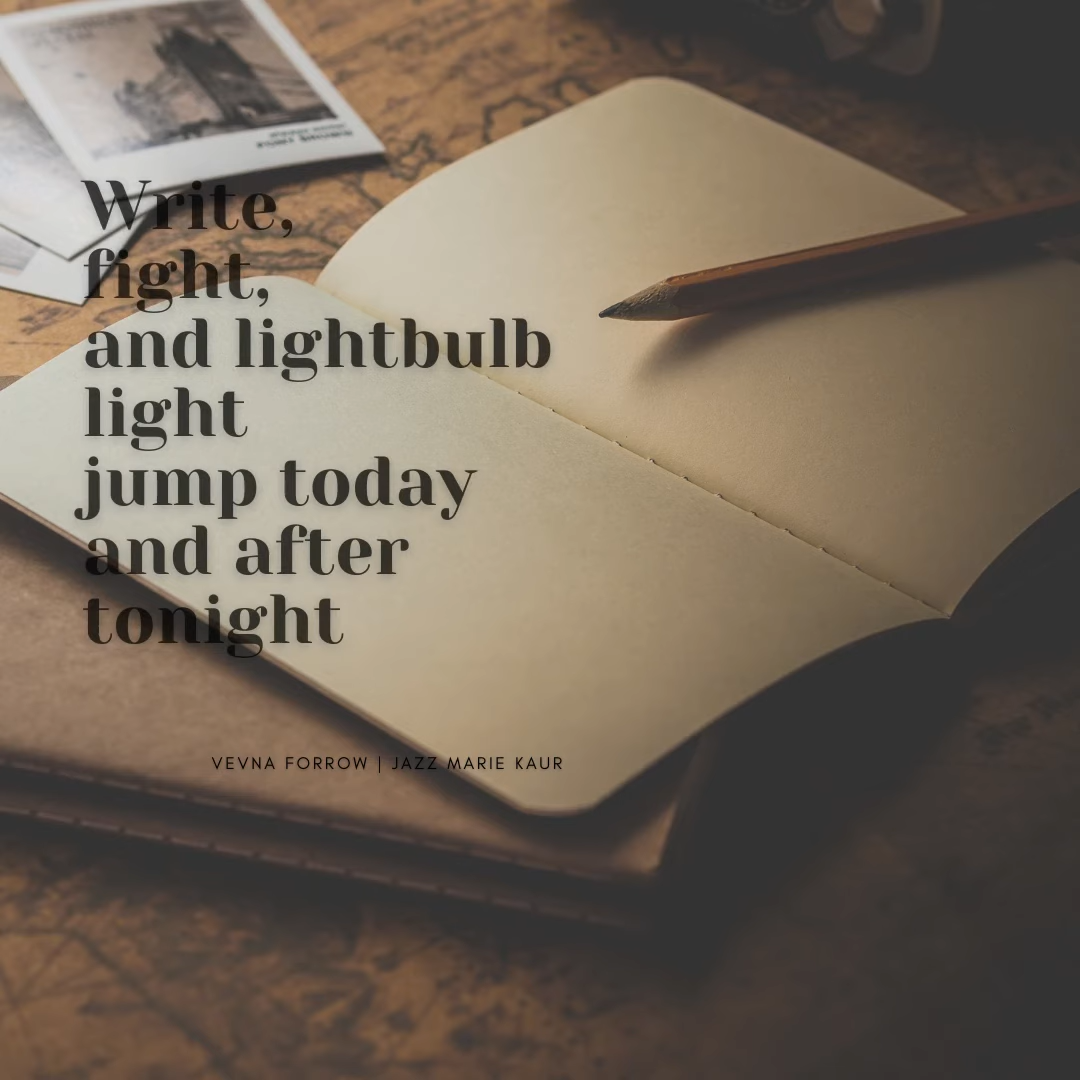 Write,
fight,
and lightbulb
light
jump today
and after
tonight
VEVNA FORROW | JAZZ MARIE KAUR